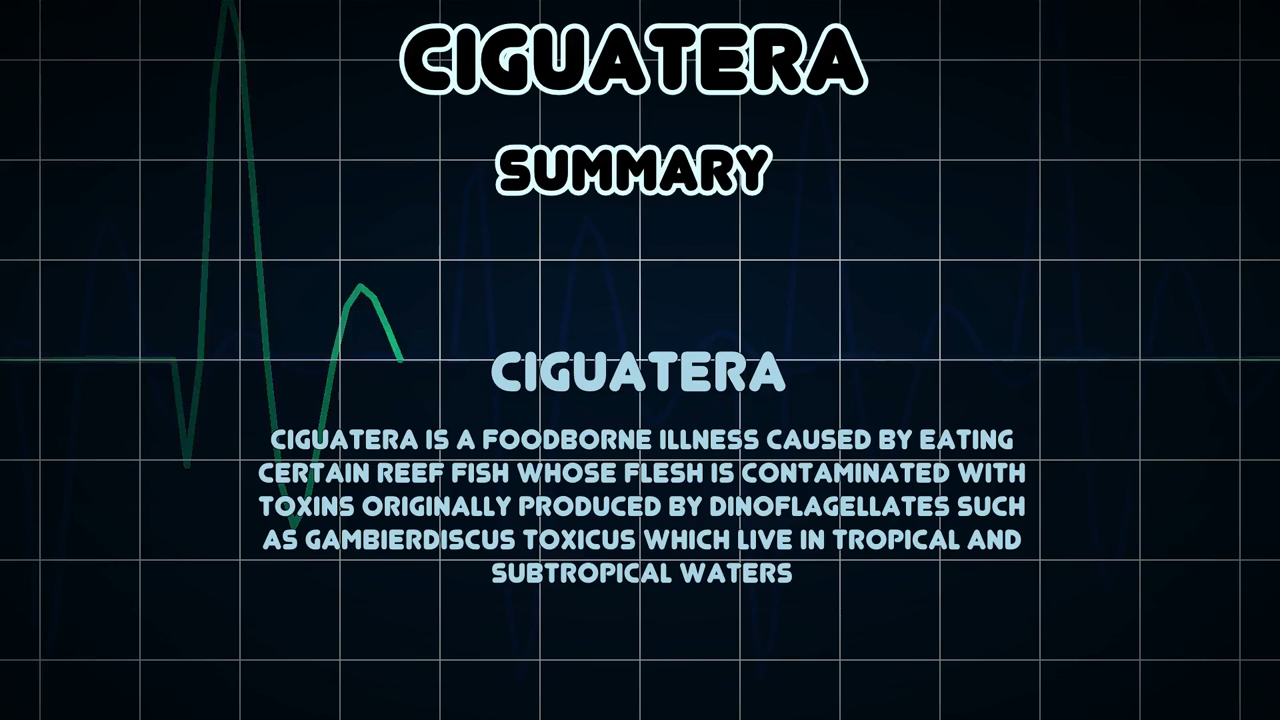 CIGUATERA
SUMMARY
CIGUATERA
CIGUATERA IS A FOODBORNE ILLNESS CAUSED BY EATING
CERTAIN REEF FISH WHOSE FLESH IS CONTAMINATED WITH
TOXINS ORIGINALLY PRODUCED BY DINOFLAGELLATES SUCH
AS GAMBIERDISCUS TOXICUS WHICH LIVE IN TROPICAL AND
SUBTROPICAL WATERS